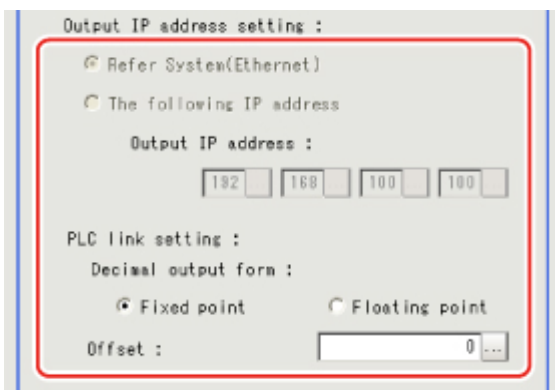 Output IP address setting :
Refer System(Ethernet)
The following IP address
Output IP address :
192 168 100 100
PLC link setting :
Decimal output form :
Fixed point Floating point
Offset : 0 ...